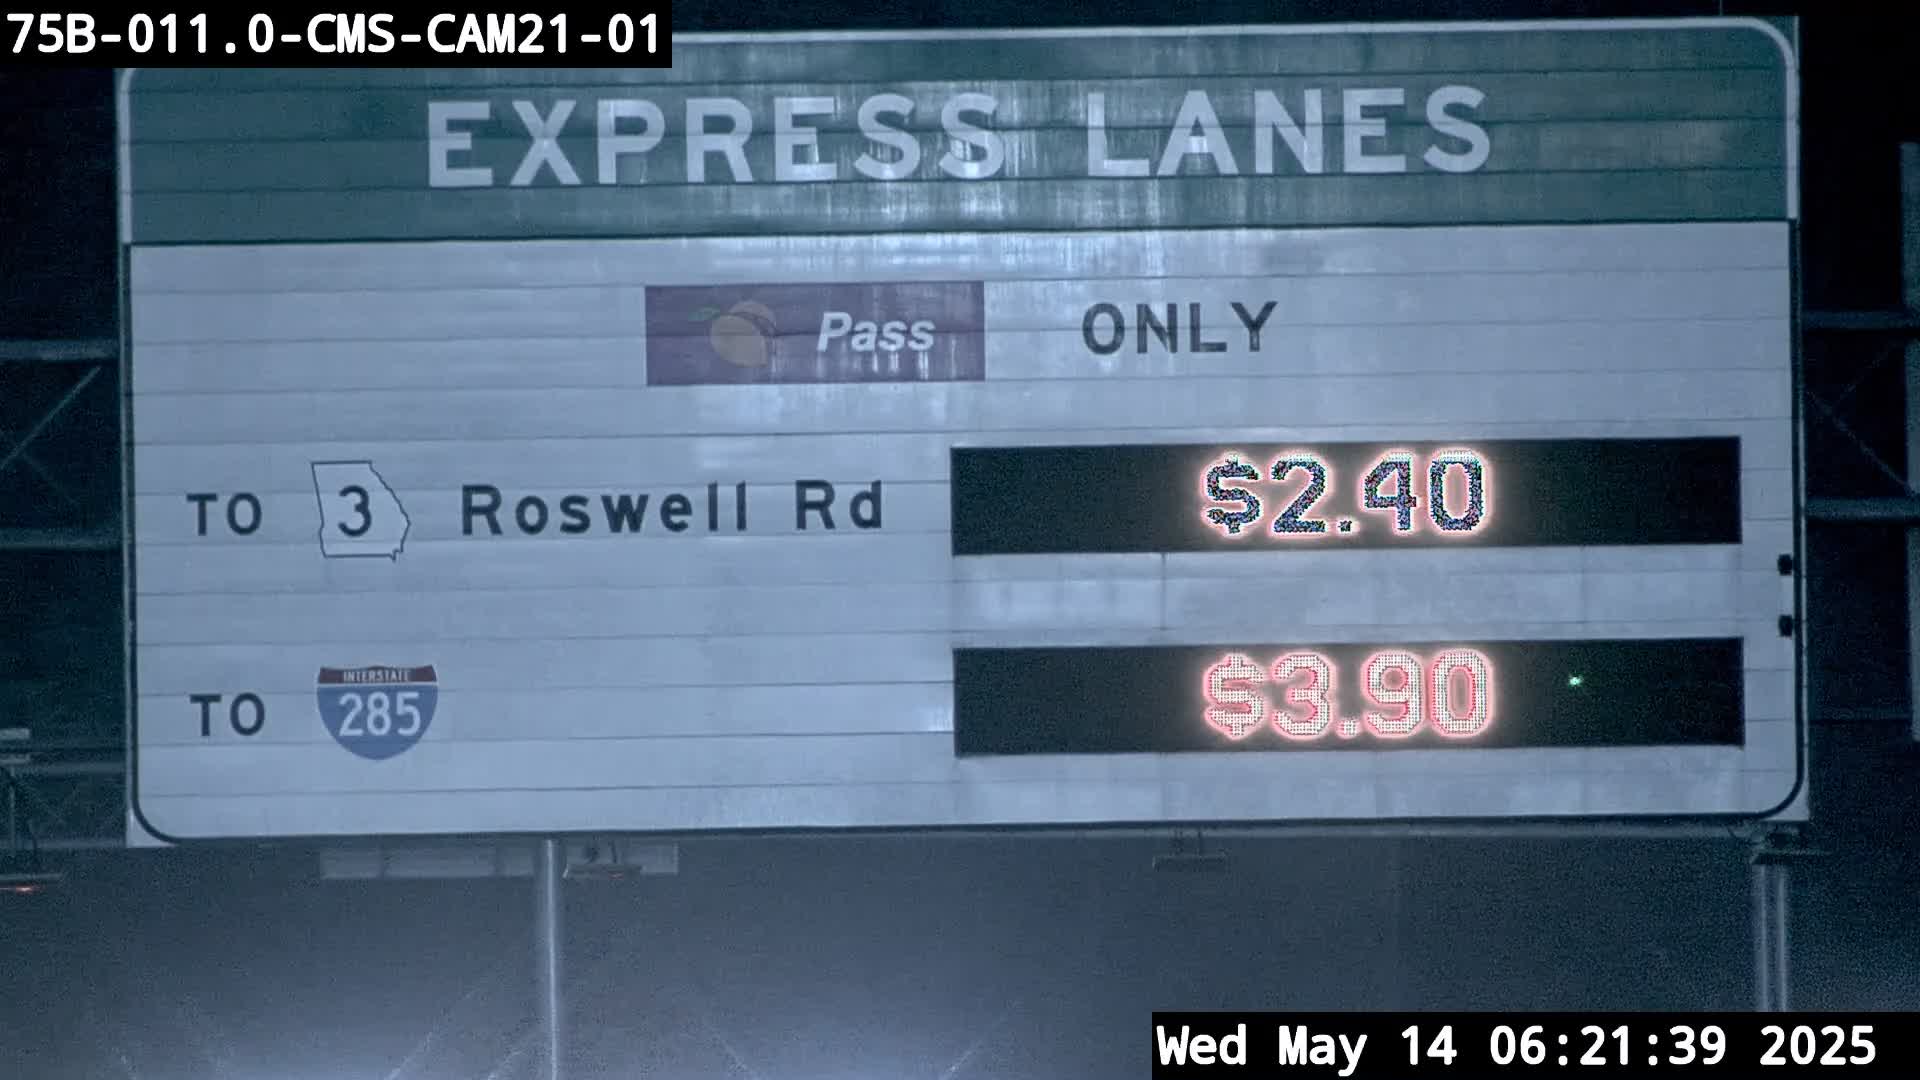 75B-011.0-CMS-CAM21-01
EXPRESS LANES
Pass ONLY
TO 3 Roswell Rd $2.40
TO INTERSTATE 285 $3.90
Wed May 14 06:21:39 2025